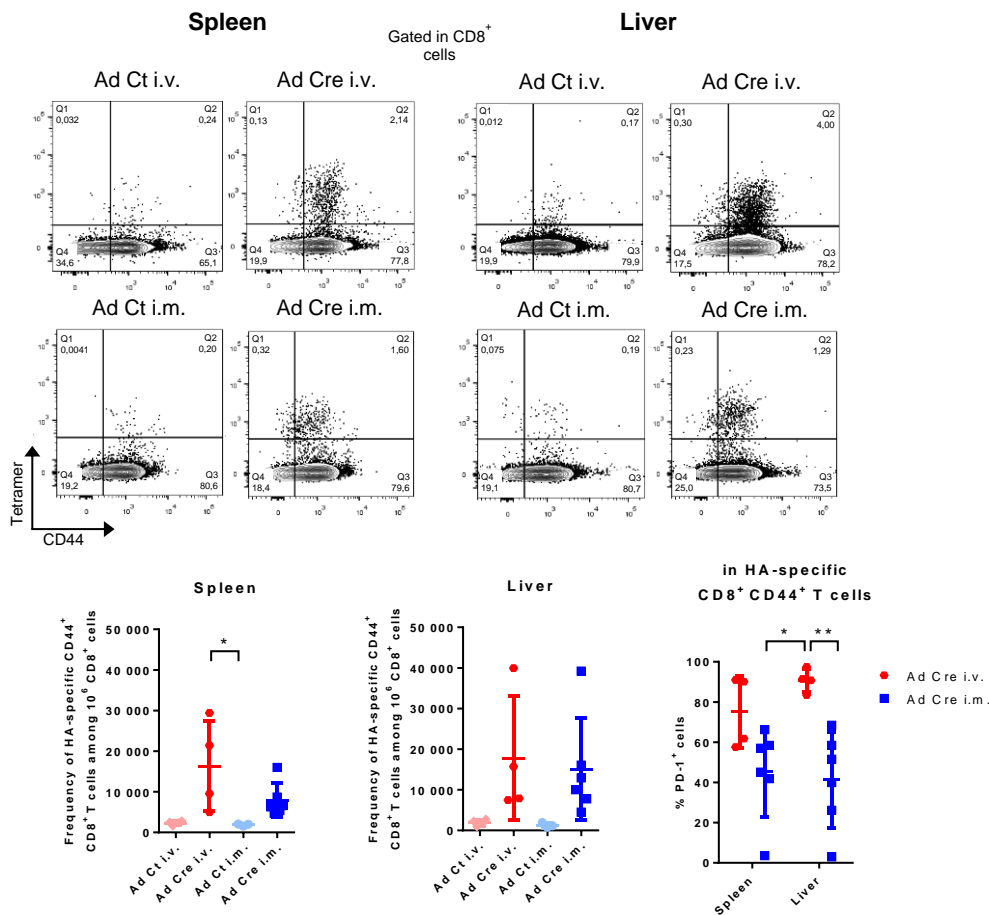 Spleen
Liver
Gated in CD8+
cells
Ad Ct i.v.
Ad Cre i.v.
Ad Ct i.v.
Ad Cre i.v.
Q1
0,032
Q2
0,24
Q4
34,6
Q3
65,1
Q1
0,13
Q2
2,14
Q4
19,9
Q3
77,8
Q1
0,012
Q2
0,17
Q4
19,9
Q3
79,9
Q1
0,30
Q2
4,00
Q4
17,5
Q3
78,2
Ad Ct i.m.
Ad Cre i.m.
Ad Ct i.m.
Ad Cre i.m.
Q1
0,0041
Q2
0,20
Q4
19,2
Q3
80,6
Q1
0,32
Q2
1,60
Q4
18,4
Q3
79,6
Q1
0,075
Q2
0,19
Q4
19,1
Q3
80,7
Q1
0,23
Q2
1,29
Q4
25,0
Q3
73,5
Tetramer
CD44
Spleen
Frequency of HA-specific CD44+
CD8+ T cells among 10^6 CD8+ cells
50 000
40 000
30 000
20 000
10 000
0
*
Ad Ct i.v.
Ad Cre i.v.
Ad Ct i.m.
Ad Cre i.m.
Liver
Frequency of HA-specific CD44+
CD8+ T cells among 10^6 CD8+ cells
50 000
40 000
30 000
20 000
10 000
0
Ad Ct i.v.
Ad Cre i.v.
Ad Ct i.m.
Ad Cre i.m.
in HA-specific
CD8+ CD44+ T cells
% PD-1+ cells
100
80
60
40
20
0
*
**
Spleen
Liver
Ad Cre i.v.
Ad Cre i.m.